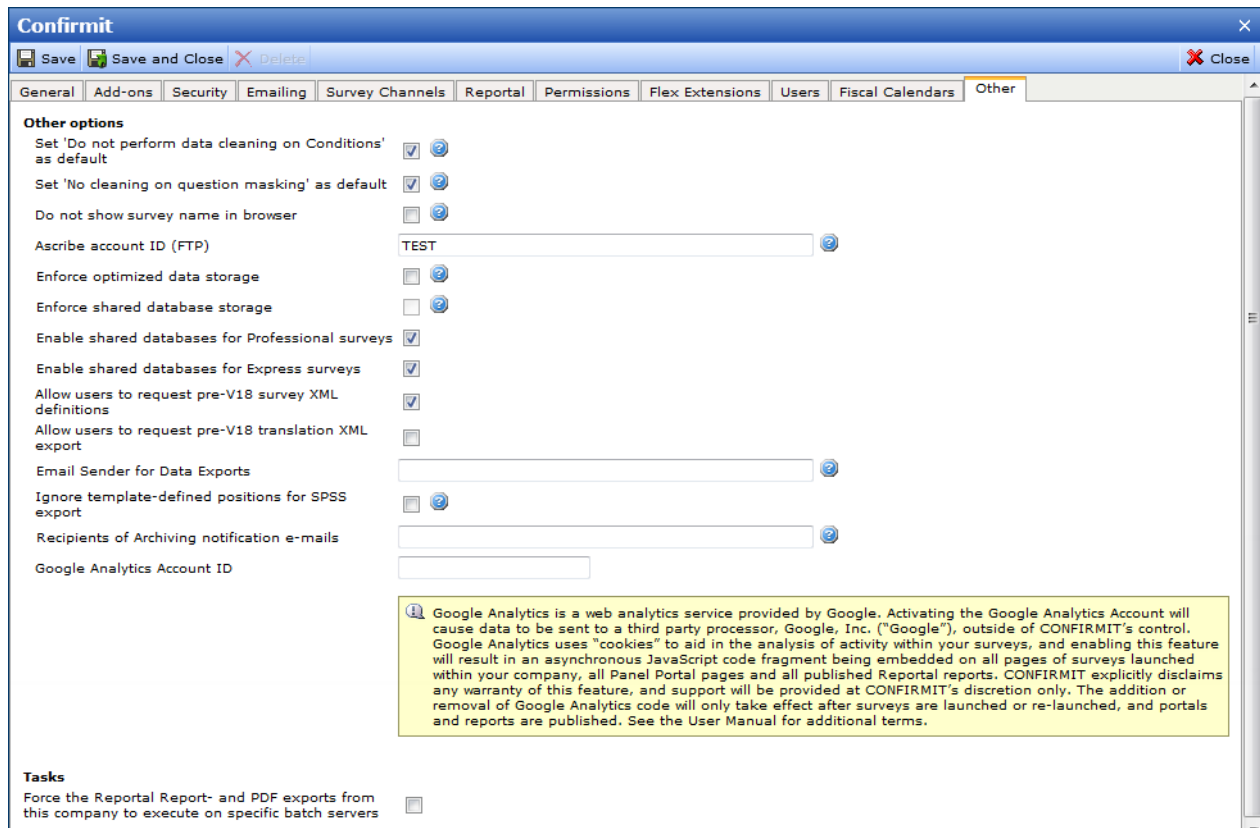 Confirmit
Save Save and Close Delete Close
General Add-ons Security Emailing Survey Channels Reportal Permissions Flex Extensions Users Fiscal Calendars Other
Other options
Set 'Do not perform data cleaning on Conditions'
as default
Set 'No cleaning on question masking' as default
Do not show survey name in browser
Ascribe account ID (FTP) TEST
Enforce optimized data storage
Enforce shared database storage
Enable shared databases for Professional surveys
Enable shared databases for Express surveys
Allow users to request pre-V18 survey XML
definitions
Allow users to request pre-V18 translation XML
export
Email Sender for Data Exports
Ignore template-defined positions for SPSS
export
Recipients of Archiving notification e-mails
Google Analytics Account ID
Google Analytics is a web analytics service provided by Google. Activating the Google Analytics Account will
cause data to be sent to a third party processor, Google, Inc. (“Google”), outside of CONFIRMIT’s control.
Google Analytics uses “cookies” to aid in the analysis of activity within your surveys, and enabling this feature
will result in an asynchronous JavaScript code fragment being embedded on all pages of surveys launched
within your company, all Panel Portal pages and all published Reportal reports. CONFIRMIT explicitly disclaims
any warranty of this feature, and support will be provided at CONFIRMIT’s discretion only. The addition or
removal of Google Analytics code will only take effect after surveys are launched or re-launched, and portals
and reports are published. See the User Manual for additional terms.
Tasks
Force the Reportal Report- and PDF exports from
this company to execute on specific batch servers